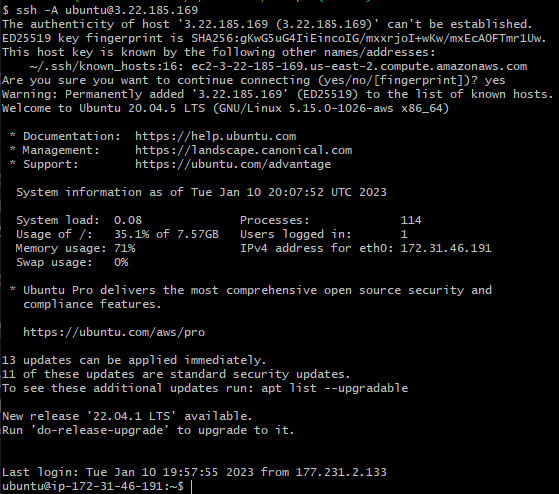 $ ssh -A ubuntu@3.22.185.169
The authenticity of host '3.22.185.169 (3.22.185.169)' can't be established.
ED25519 key fingerprint is SHA256:gKwG5uG4IiEincoIG/mxxrjoI+wKw/mxEcAOFTmr1Uw.
This host key is known by the following other names/addresses:
    ~/.ssh/known_hosts:16: ec2-3-22-185-169.us-east-2.compute.amazonaws.com
Are you sure you want to continue connecting (yes/no/[fingerprint])? yes
Warning: Permanently added '3.22.185.169' (ED25519) to the list of known hosts.
Welcome to Ubuntu 20.04.5 LTS (GNU/Linux 5.15.0-1026-aws x86_64)

 * Documentation:  https://help.ubuntu.com
 * Management:     https://landscape.canonical.com
 * Support:        https://ubuntu.com/advantage

  System information as of Tue Jan 10 20:07:52 UTC 2023

  System load:  0.08               Processes:             114
  Usage of /:   35.1% of 7.57GB   Users logged in:       1
  Memory usage: 71%                IPv4 address for eth0: 172.31.46.191
  Swap usage:   0%

 * Ubuntu Pro delivers the most comprehensive open source security and
   compliance features.

   https://ubuntu.com/aws/pro

13 updates can be applied immediately.
11 of these updates are standard security updates.
To see these additional updates run: apt list --upgradable

New release '22.04.1 LTS' available.
Run 'do-release-upgrade' to upgrade to it.

Last login: Tue Jan 10 19:57:55 2023 from 177.231.2.133
ubuntu@ip-172-31-46-191:~$